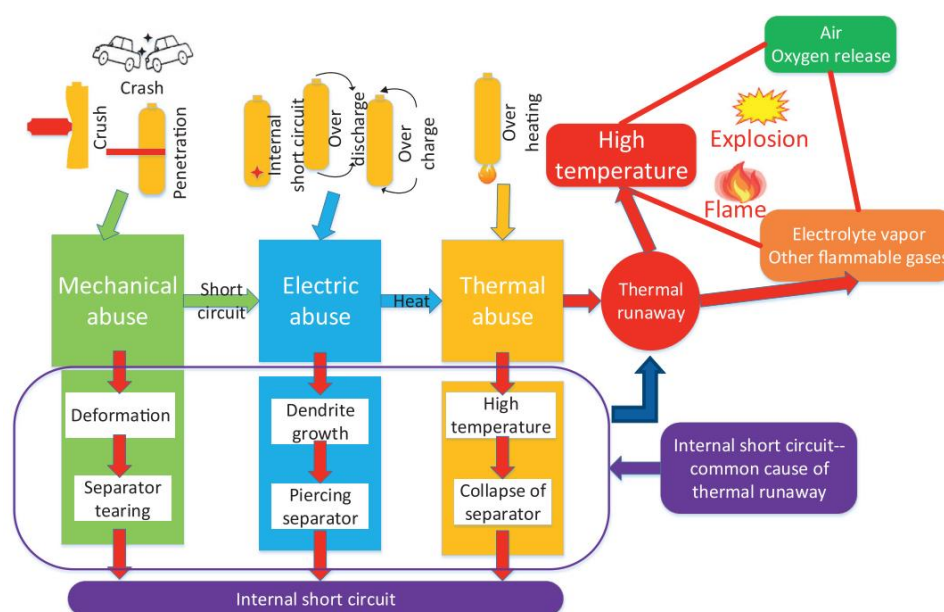 Crash
Crush
Penetration
Internal
short circuit
Over
discharge
Over
charge
Over
heating
Air
Oxygen release
High
temperature
Explosion
Flame
Electrolyte vapor
Other flammable gases
Mechanical
abuse
Short
circuit
Electric
abuse
Heat
Thermal
abuse
Thermal
runaway
Deformation
Separator
tearing
Dendrite
growth
Piercing
separator
High
temperature
Collapse of
separator
Internal short circuit--
common cause of
thermal runaway
Internal short circuit